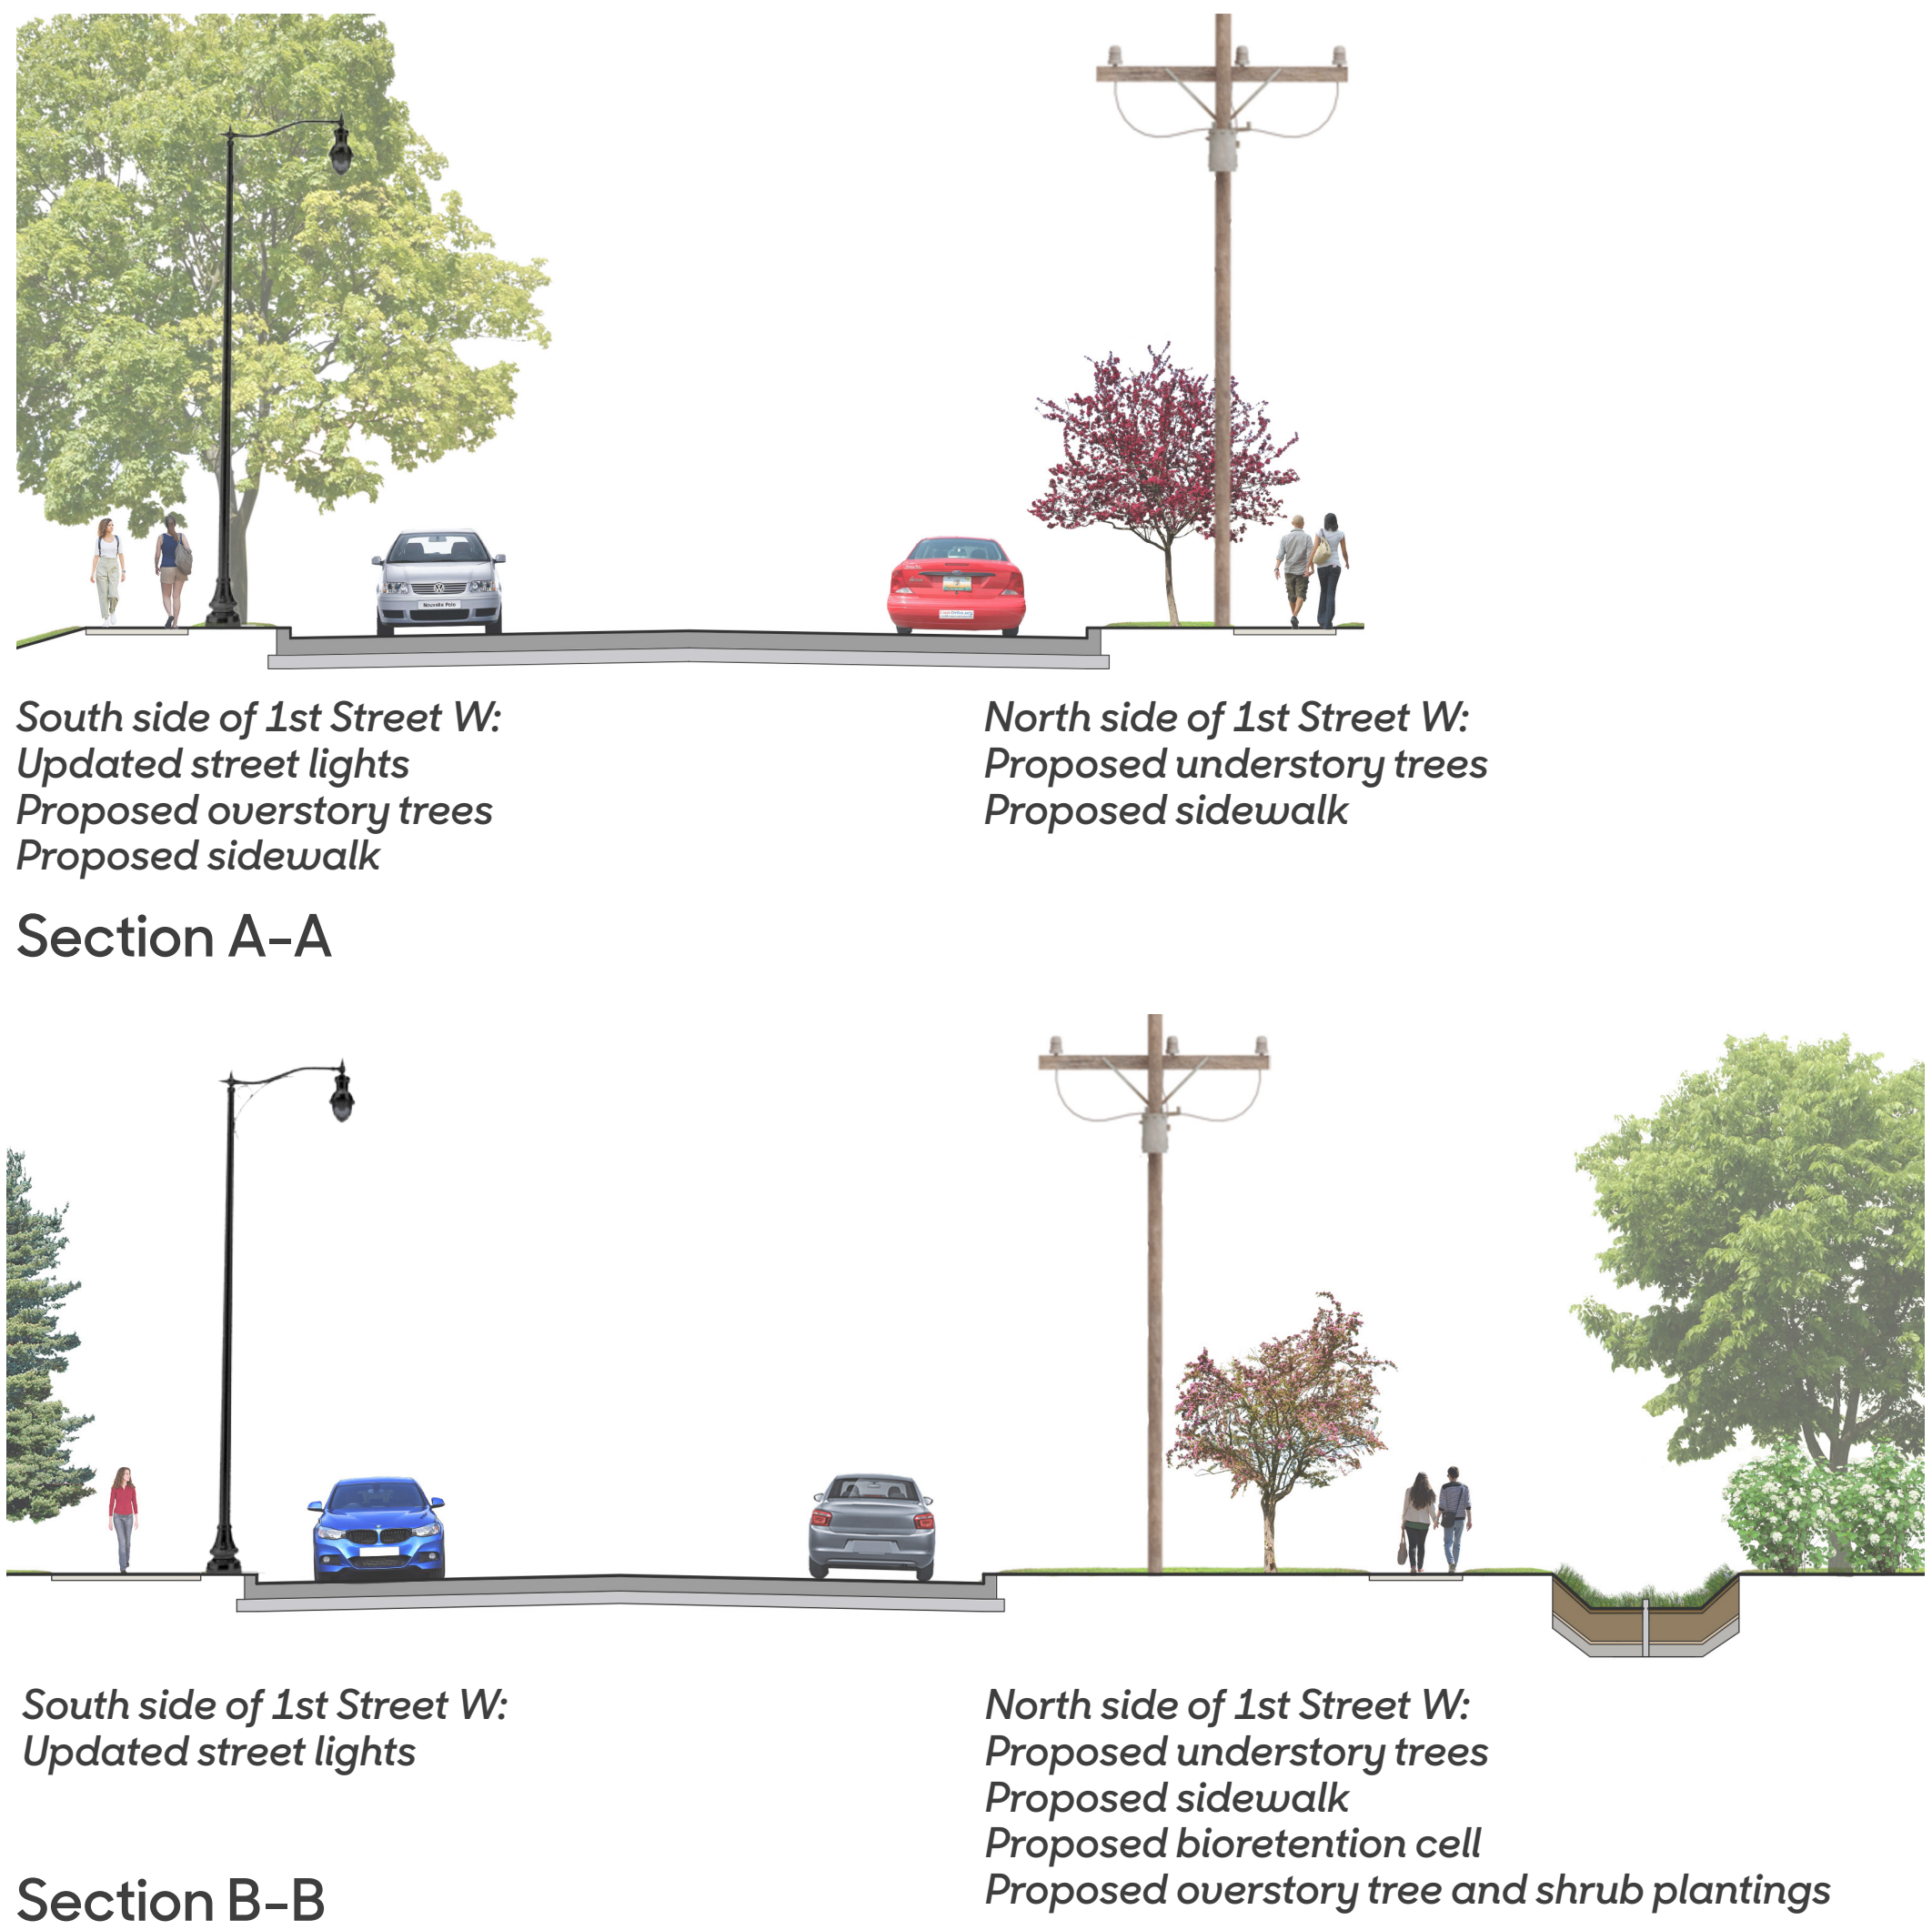 Nouvelle Polo
South side of 1st Street W:
Updated street lights
Proposed overstory trees
Proposed sidewalk
North side of 1st Street W:
Proposed understory trees
Proposed sidewalk
Section A-A
South side of 1st Street W:
Updated street lights
North side of 1st Street W:
Proposed understory trees
Proposed sidewalk
Proposed bioretention cell
Proposed overstory tree and shrub plantings
Section B-B